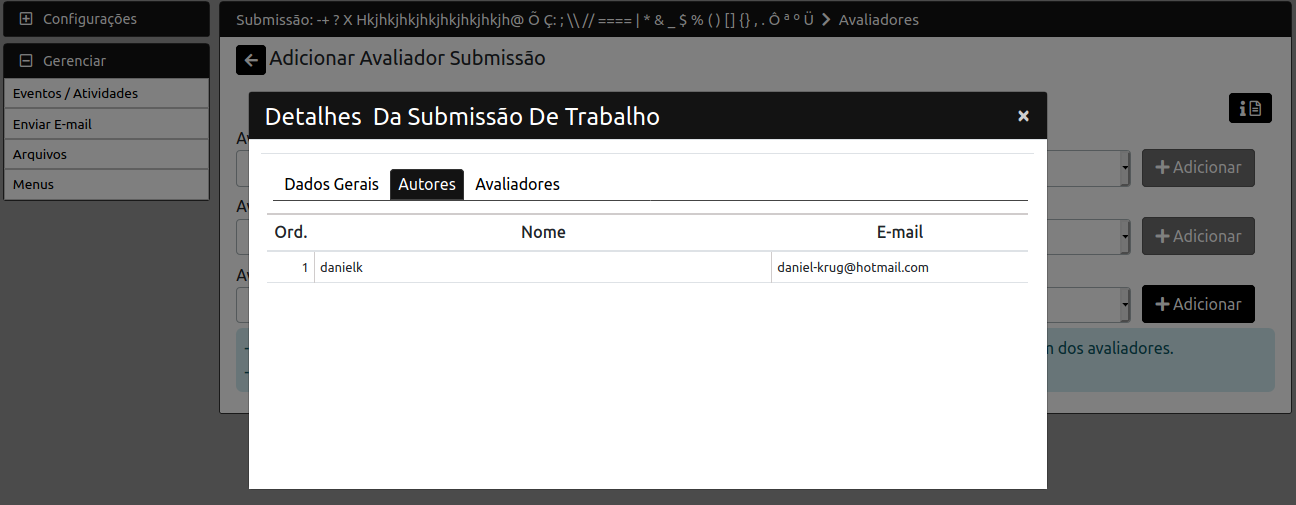 Configurações
Gerenciar
Eventos / Atividades
Enviar E-mail
Arquivos
Menus
Submissão: -+ ? X Hkjhkjhkjhkjhkjhkjhkjh@ Õ Ç: ; \\ // ==== | * & _ $ % ( ) [ ] {} , . Ô ª º Ü > Avaliadores
Adicionar Avaliador Submissão
Detalhes Da Submissão De Trabalho ×
Dados Gerais Autores Avaliadores
Ord. Nome E-mail
1 danielk daniel-krug@hotmail.com
+ Adicionar
+ Adicionar
+ Adicionar
dos avaliadores.